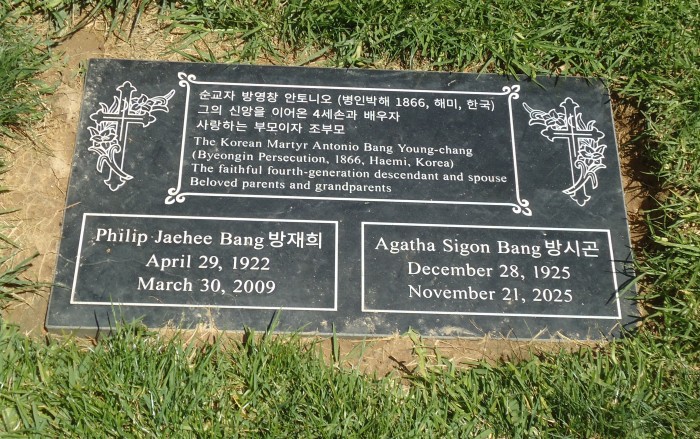 순교자 방영창 안토니오 (병인박해 1866, 해미, 한국)
그의 신앙을 이어온 4세손과 배우자
사랑하는 부모이자 조부모
The Korean Martyr Antonio Bang Young-chang
(Byeongin Persecution, 1866, Haemi, Korea)
The faithful fourth-generation descendant and spouse
Beloved parents and grandparents
Philip Jaehee Bang 방재희
April 29, 1922
March 30, 2009
Agatha Sigon Bang 방시곤
December 28, 1925
November 21, 2025